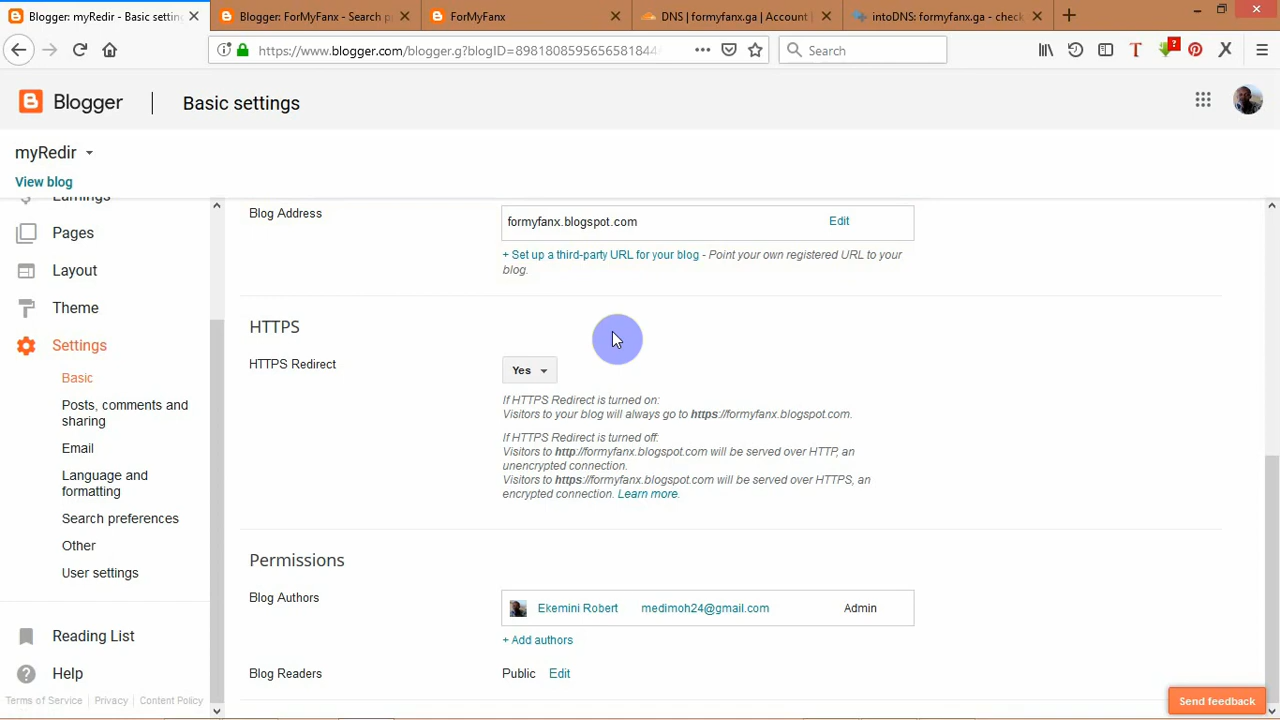 Blogger: myRedir - Basic settin
Blogger: ForMyFanx - Search p
ForMyFanx
DNS | formyfanx.ga | Account
intoDNS: formyfanx.ga - check
https://www.blogger.com/blogger.g?blogID=898180859565658184
Search
Blogger
Basic settings
myRedir
View blog
Earnings
Pages
Layout
Theme
Settings
Basic
Posts, comments and
sharing
Email
Language and
formatting
Search preferences
Other
User settings
Reading List
Help
Terms of Service | Privacy | Content Policy
Blog Address
formyfanx.blogspot.com
Edit
+ Set up a third-party URL for your blog - Point your own registered URL to your
blog.
HTTPS
HTTPS Redirect
Yes
If HTTPS Redirect is turned on:
Visitors to your blog will always go to https://formyfanx.blogspot.com.
If HTTPS Redirect is turned off:
Visitors to http://formyfanx.blogspot.com will be served over HTTP, an
unencrypted connection.
Visitors to https://formyfanx.blogspot.com will be served over HTTPS, an
encrypted connection. Learn more.
Permissions
Blog Authors
Ekemini Robert medimoh24@gmail.com Admin
+ Add authors
Blog Readers
Public Edit
Send feedback